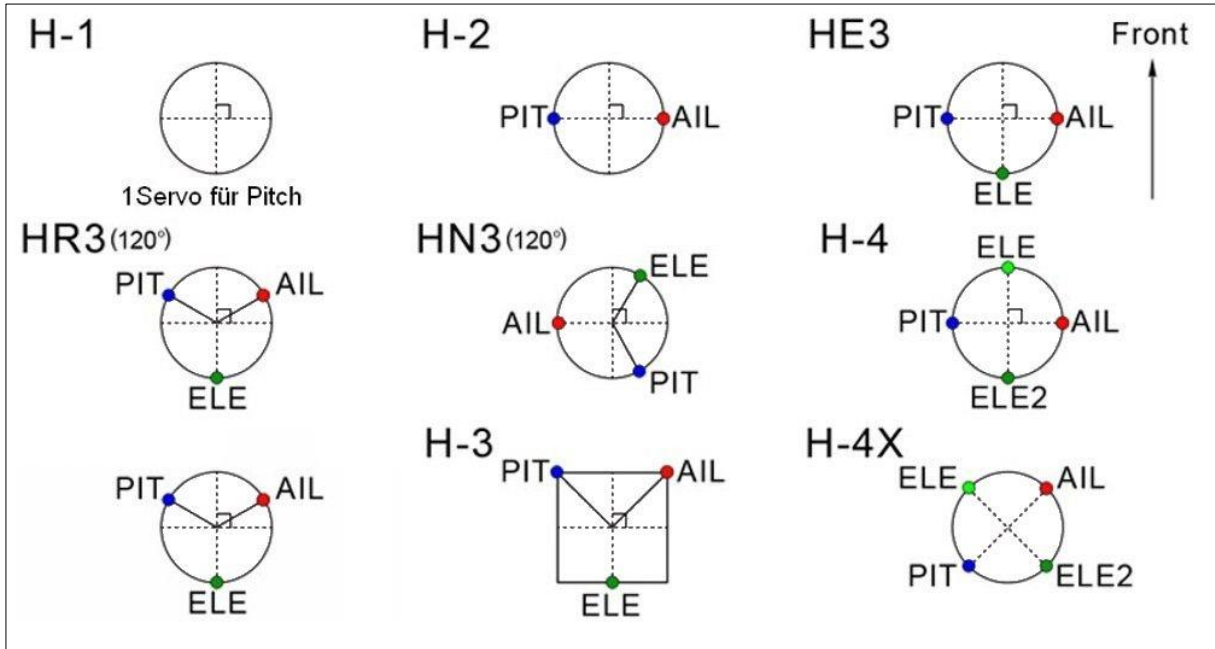 H-1
H-2
HE3
Front
PIT AIL
PIT AIL
ELE
1Servo für Pitch
HR3 (120°)
HN3 (120°)
H-4
PIT AIL
ELE
ELE
AIL
PIT
ELE
PIT AIL
ELE2
PIT AIL
ELE
H-3
PIT AIL
ELE
H-4X
ELE AIL
PIT ELE2